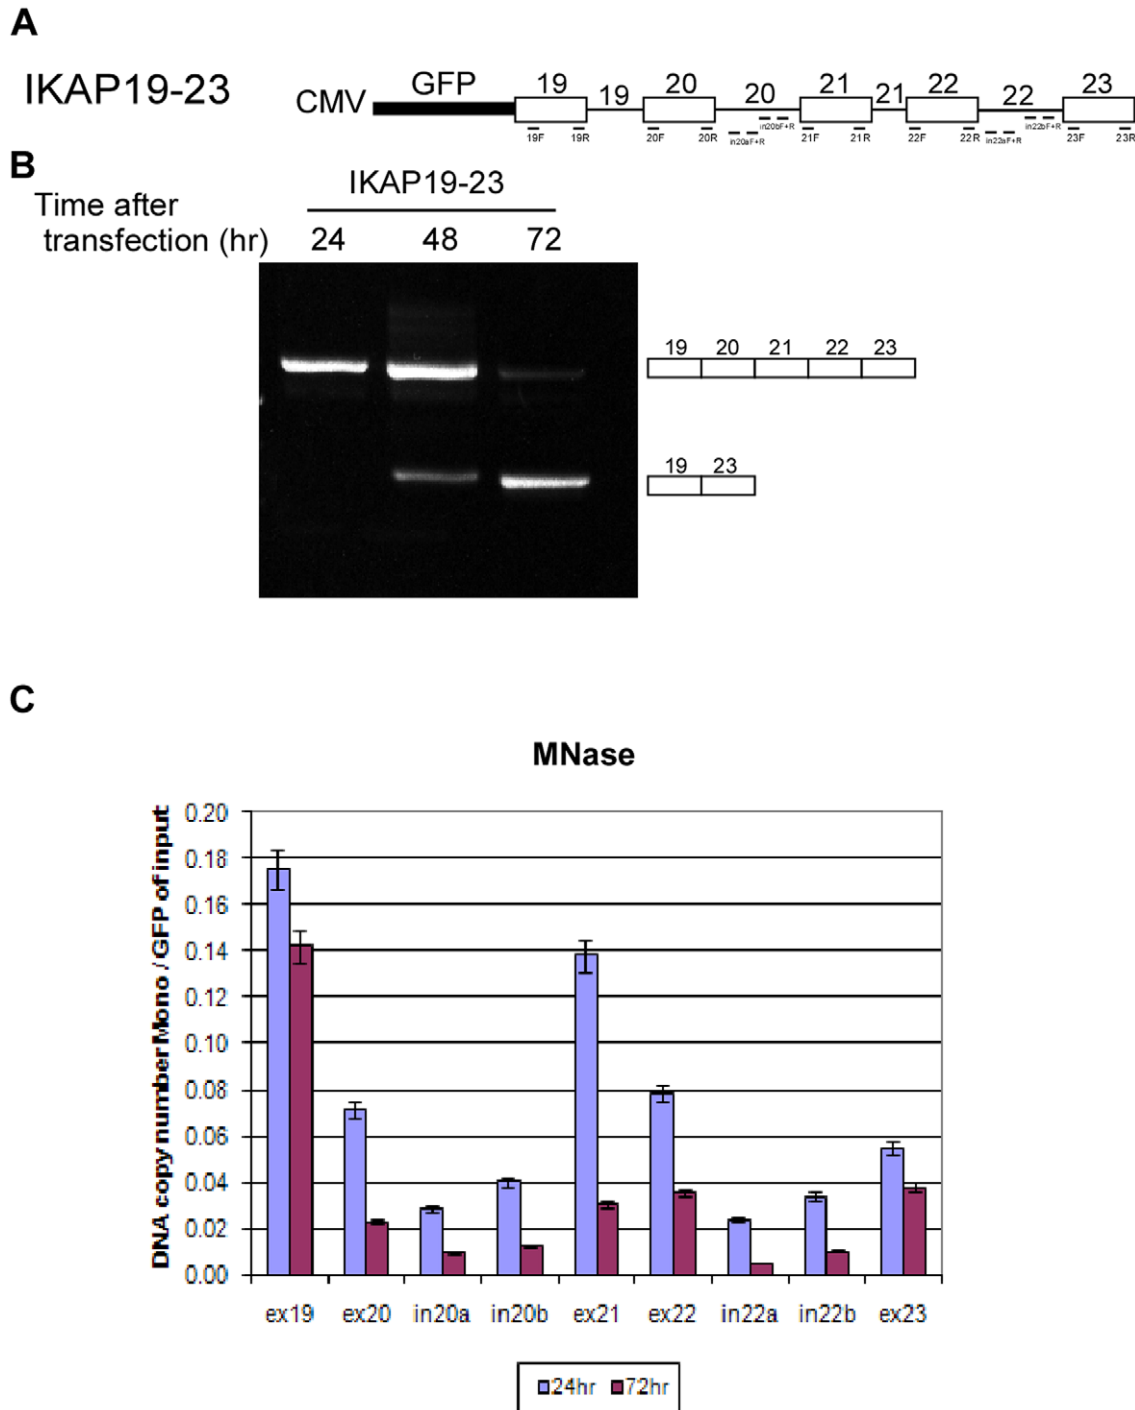 A
IKAP19-23
CMV GFP 19 19 20 20 21 21 22 22 23
19F 19R 20F 20R in20aF+R in20bF+R 21F 21R 22F 22R in22aF+R in22bF+R 23F 23R
B
IKAP19-23
Time after
transfection (hr) 24 48 72
19 20 21 22 23
19 23
C
MNase
DNA copy number Mono / GFP of input
0.20
0.18
0.16
0.14
0.12
0.10
0.08
0.06
0.04
0.02
0.00
ex19 ex20 in20a in20b ex21 ex22 in22a in22b ex23
24hr 72hr